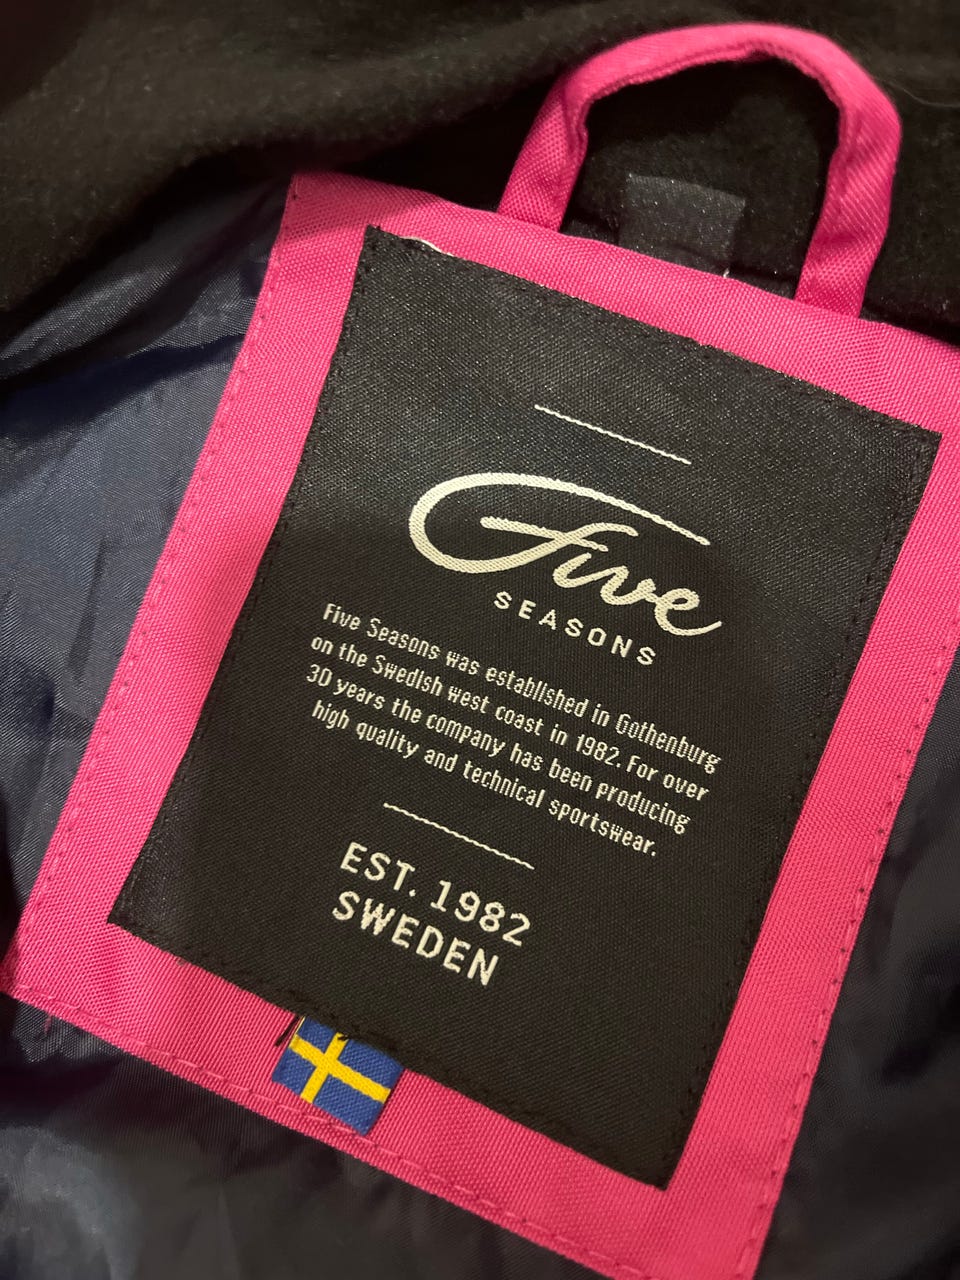 Five
SEASONS
Five Seasons was established in Gothenburg
on the Swedish west coast in 1982. For over
30 years the company has been producing
high quality and technical sportswear.
EST. 1982
SWEDEN